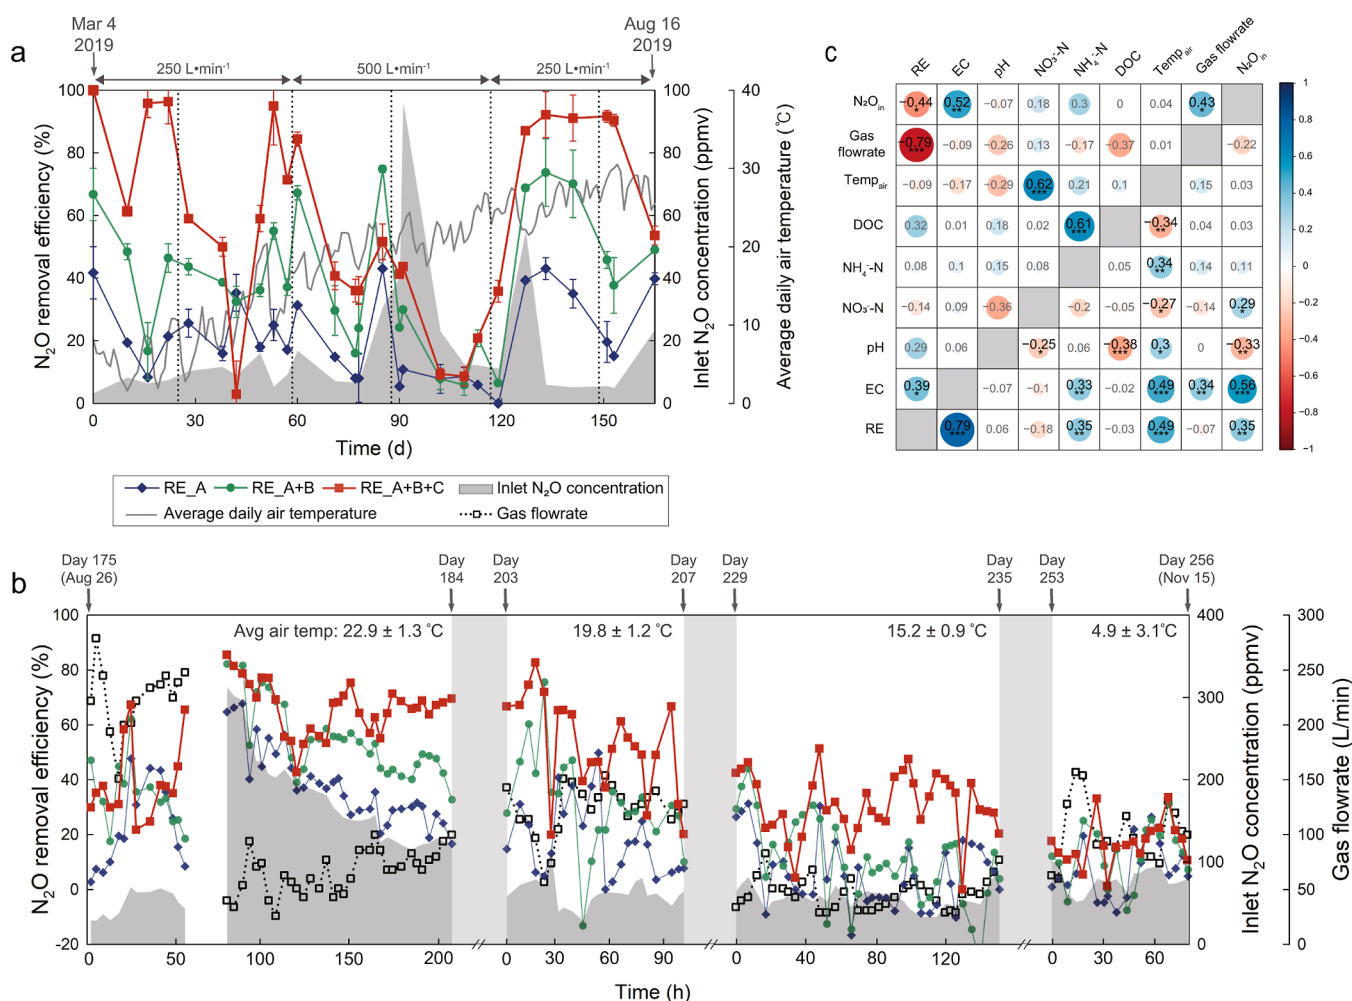 a
Mar 4
2019
Aug 16
2019
250 L•min⁻¹
500 L•min⁻¹
250 L•min⁻¹
N₂O removal efficiency (%)
100
80
60
40
20
0
0
30
60
90
120
150
Time (d)
100
80
60
40
20
0
Inlet N₂O concentration (ppmv)
40
30
20
10
0
Average daily air temperature (℃)
RE_A
RE_A+B
RE_A+B+C
Inlet N₂O concentration
Average daily air temperature
Gas flowrate
c
RE
EC
pH
NO₃⁻-N
NH₄⁻-N
DOC
Temp air
Gas flowrate
N₂O in
N₂O in
−0.44 * 0.52 ** −0.07 0.18 0.3 0 0.04 0.43 *
Gas
flowrate
−0.79 *** −0.09 −0.26 0.13 −0.17 −0.37 0.01 −0.22
Temp air
−0.09 −0.17 −0.29 0.62 *** 0.21 0.1 0.15 0.03
DOC
0.32 0.01 0.18 0.02 0.61 *** −0.34 ** 0.04 0.03
NH₄⁻-N
0.08 0.1 0.15 0.08 0.05 0.34 ** 0.14 0.11
NO₃⁻-N
−0.14 0.09 −0.36 −0.2 −0.05 −0.27 * −0.14 0.29 *
pH
0.29 0.06 −0.25 * 0.06 −0.38 *** 0.3 * 0 −0.33 **
EC
0.39 * −0.07 −0.1 0.33 ** −0.02 0.49 *** 0.34 ** 0.56 ***
RE
0.79 *** 0.06 −0.18 0.35 ** −0.03 0.49 *** −0.07 0.35 **
1
0.8
0.6
0.4
0.2
0
−0.2
−0.4
−0.6
−0.8
−1
b
Day 175
(Aug 26)
Day
184
Day
203
Day
207
Day
229
Day
235
Day
253
Day 256
(Nov 15)
Avg air temp: 22.9 ± 1.3 °C
19.8 ± 1.2 °C
15.2 ± 0.9 °C
4.9 ± 3.1°C
N₂O removal efficiency (%)
100
80
60
40
20
0
-20
0
50
100
150
200
0
30
60
90
0
40
80
120
0
30
60
Time (h)
400
300
200
100
0
Inlet N₂O concentration (ppmv)
300
250
200
150
100
50
0
Gas flowrate (L/min)